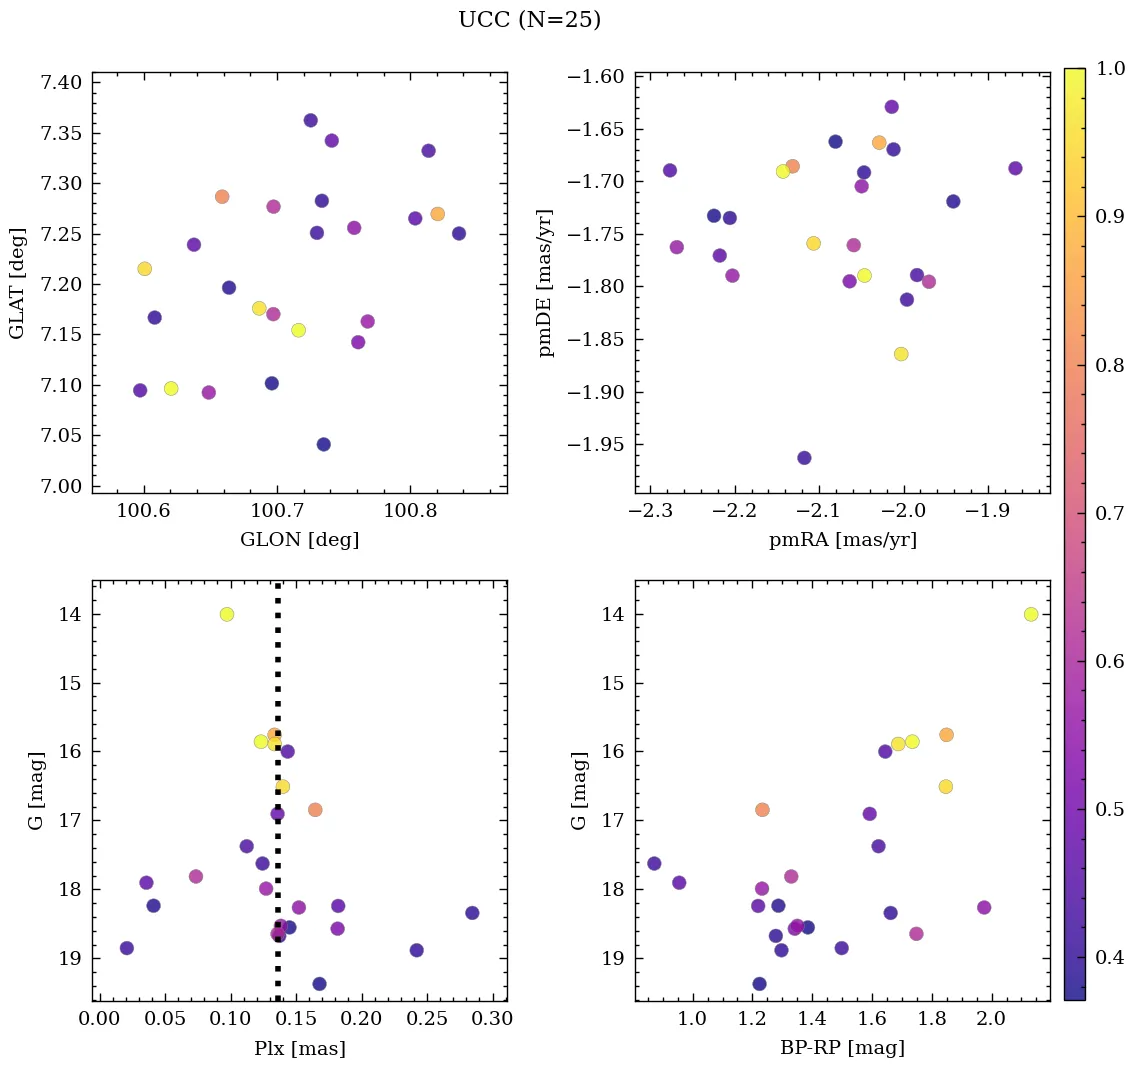 UCC (N=25)
7.40
7.35
7.30
7.25
7.20
7.15
7.10
7.05
7.00
GLAT [deg]
100.6 100.7 100.8
GLON [deg]
−1.60
−1.65
−1.70
−1.75
−1.80
−1.85
−1.90
−1.95
pmDE [mas/yr]
−2.3 −2.2 −2.1 −2.0 −1.9
pmRA [mas/yr]
14
15
16
17
18
19
G [mag]
0.00 0.05 0.10 0.15 0.20 0.25 0.30
Plx [mas]
14
15
16
17
18
19
G [mag]
1.0 1.2 1.4 1.6 1.8 2.0
BP-RP [mag]
1.0
0.9
0.8
0.7
0.6
0.5
0.4